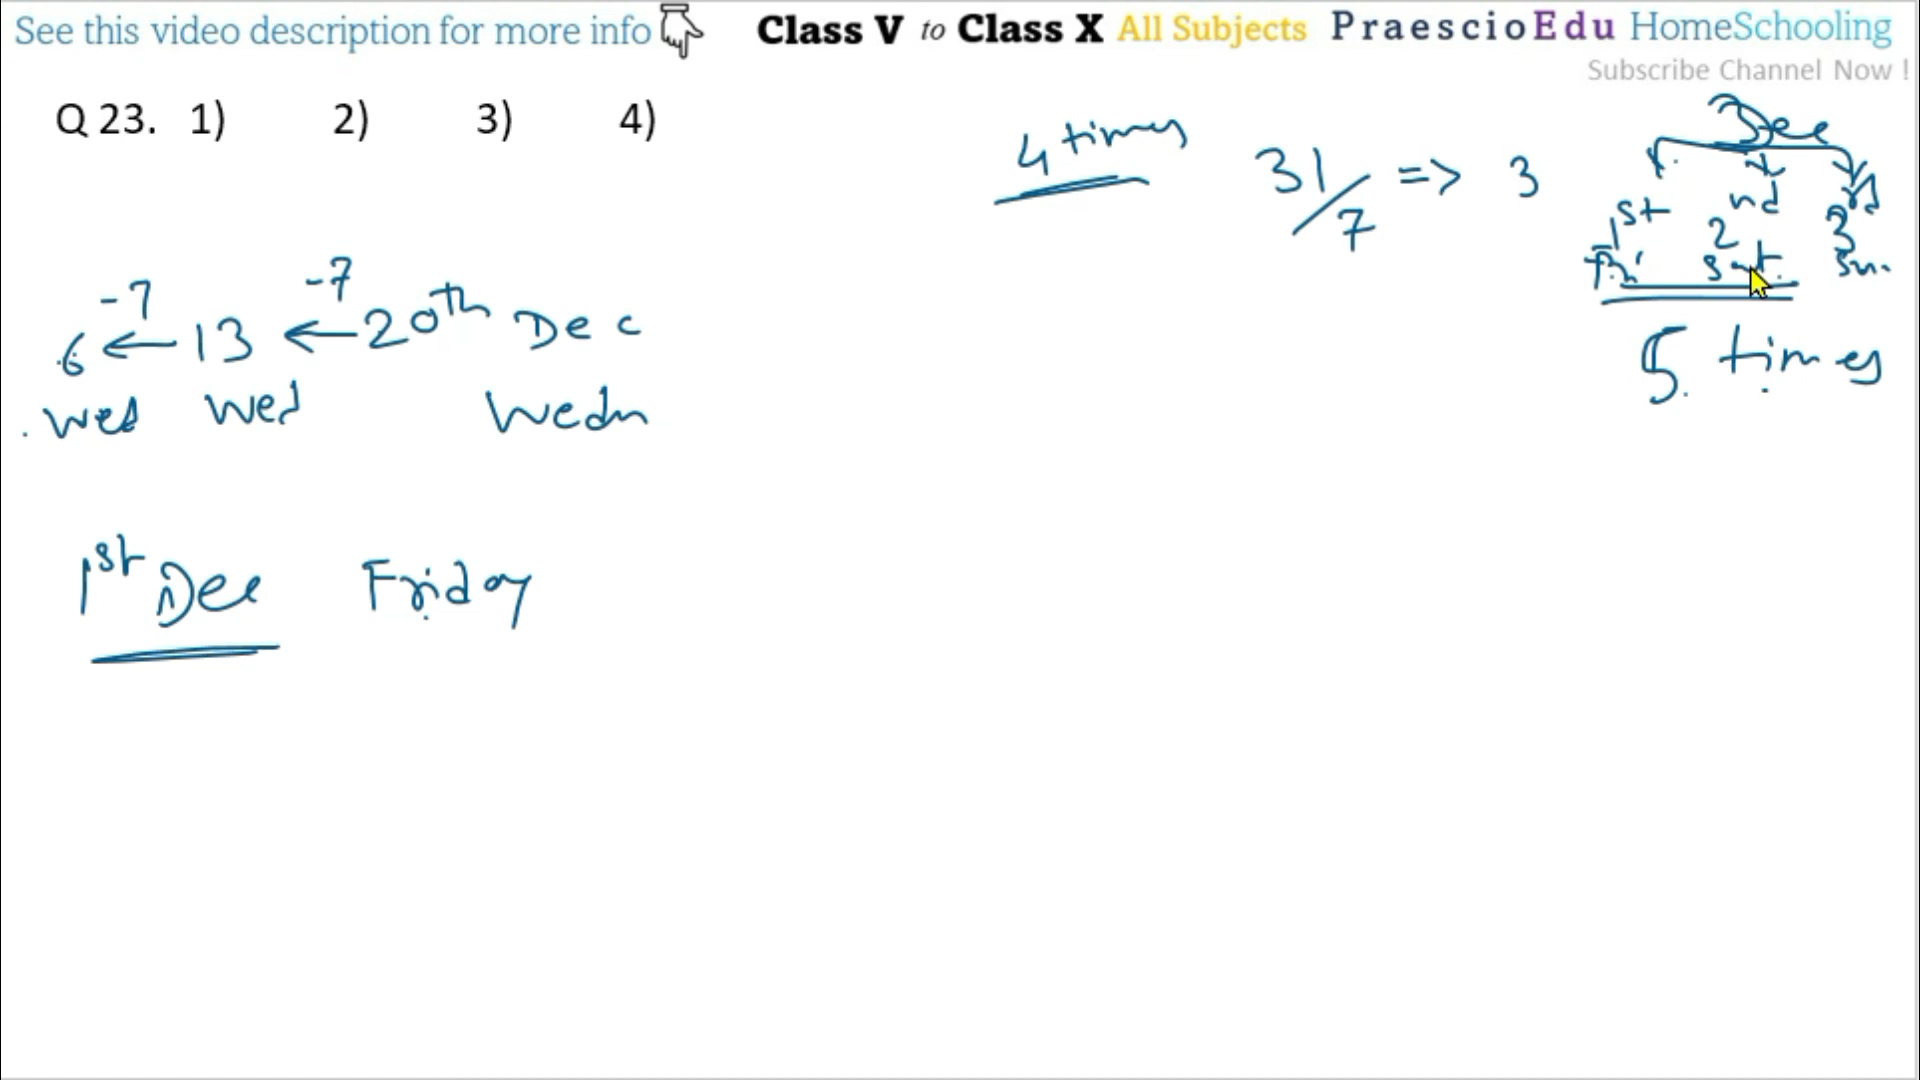 See this video description for more info Class V to Class X All Subjects PraescioEdu HomeSchooling
Subscribe Channel Now !
Q 23. 1) 2) 3) 4)
4 times
31/7 => 3
Dec
1st 2nd 3rd
Fri Sat. Sun.
5 times
-7 -7
6 ← 13 ← 20th Dec
Wed Wed Wedn
1st Dec Friday